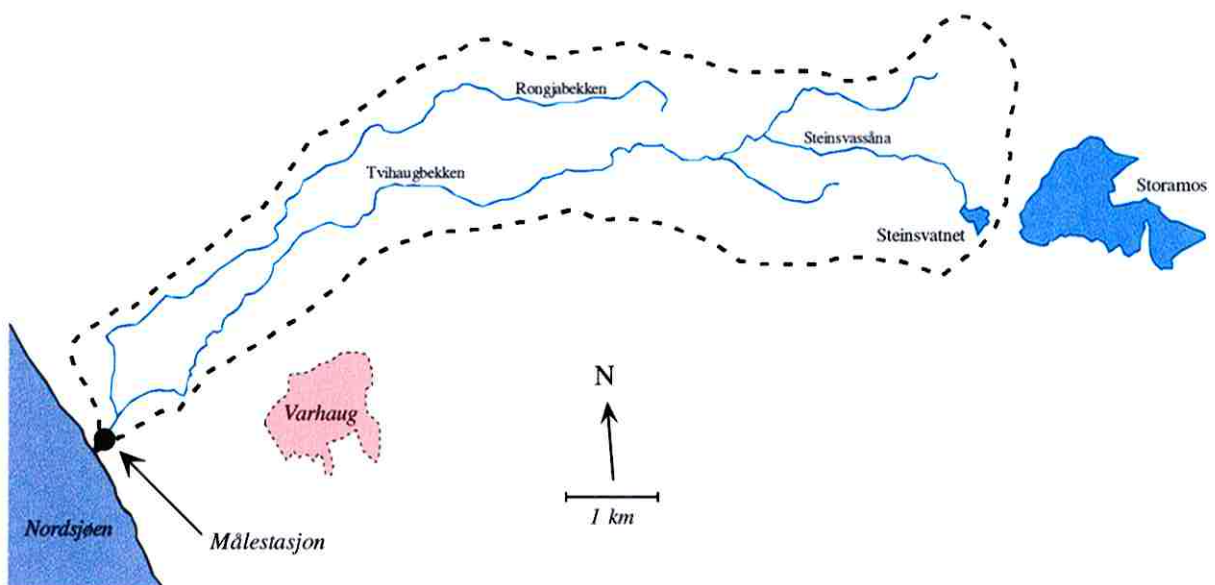 Rongjabekken
Steinsvassåna
Tvihaugbekken
Storamos
Steinsvatnet
N
Varhaug
1 km
Nordsjøen
Målestasjon